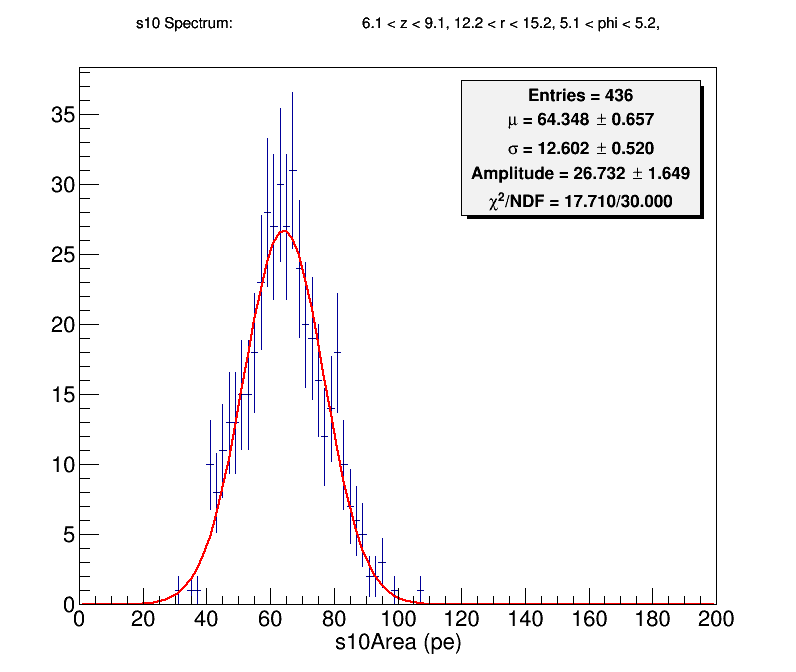 s10 Spectrum: 6.1 < z < 9.1, 12.2 < r < 15.2, 5.1 < phi < 5.2,
Entries = 436
μ = 64.348 ± 0.657
σ = 12.602 ± 0.520
Amplitude = 26.732 ± 1.649
χ²/NDF = 17.710/30.000
35
30
25
20
15
10
5
0
0 20 40 60 80 100 120 140 160 180 200
s10Area (pe)